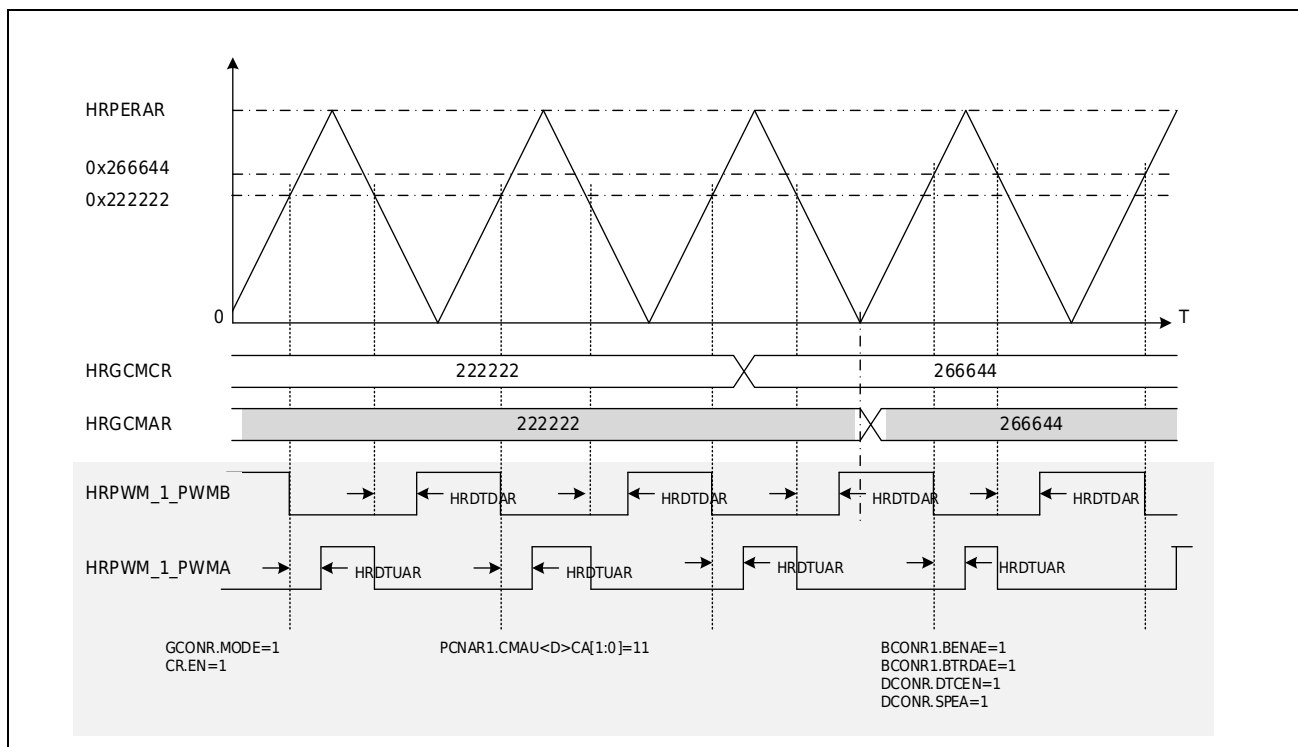 HRPERAR
0x266644
0x222222
0
T
HRGCMCR
222222
266644
HRGCMAR
222222
266644
HRPWM_1_PWMB
HRDTDAR
HRDTDAR
HRDTDAR
HRDTDAR
HRPWM_1_PWMA
HRDTUAR
HRDTUAR
HRDTUAR
HRDTUAR
GCONR.MODE=1
CR.EN=1
PCNAR1.CMAU<D>CA[1:0]=11
BCONR1.BENAE=1
BCONR1.BTRDAE=1
DCONR.DTCEN=1
DCONR.SPEA=1